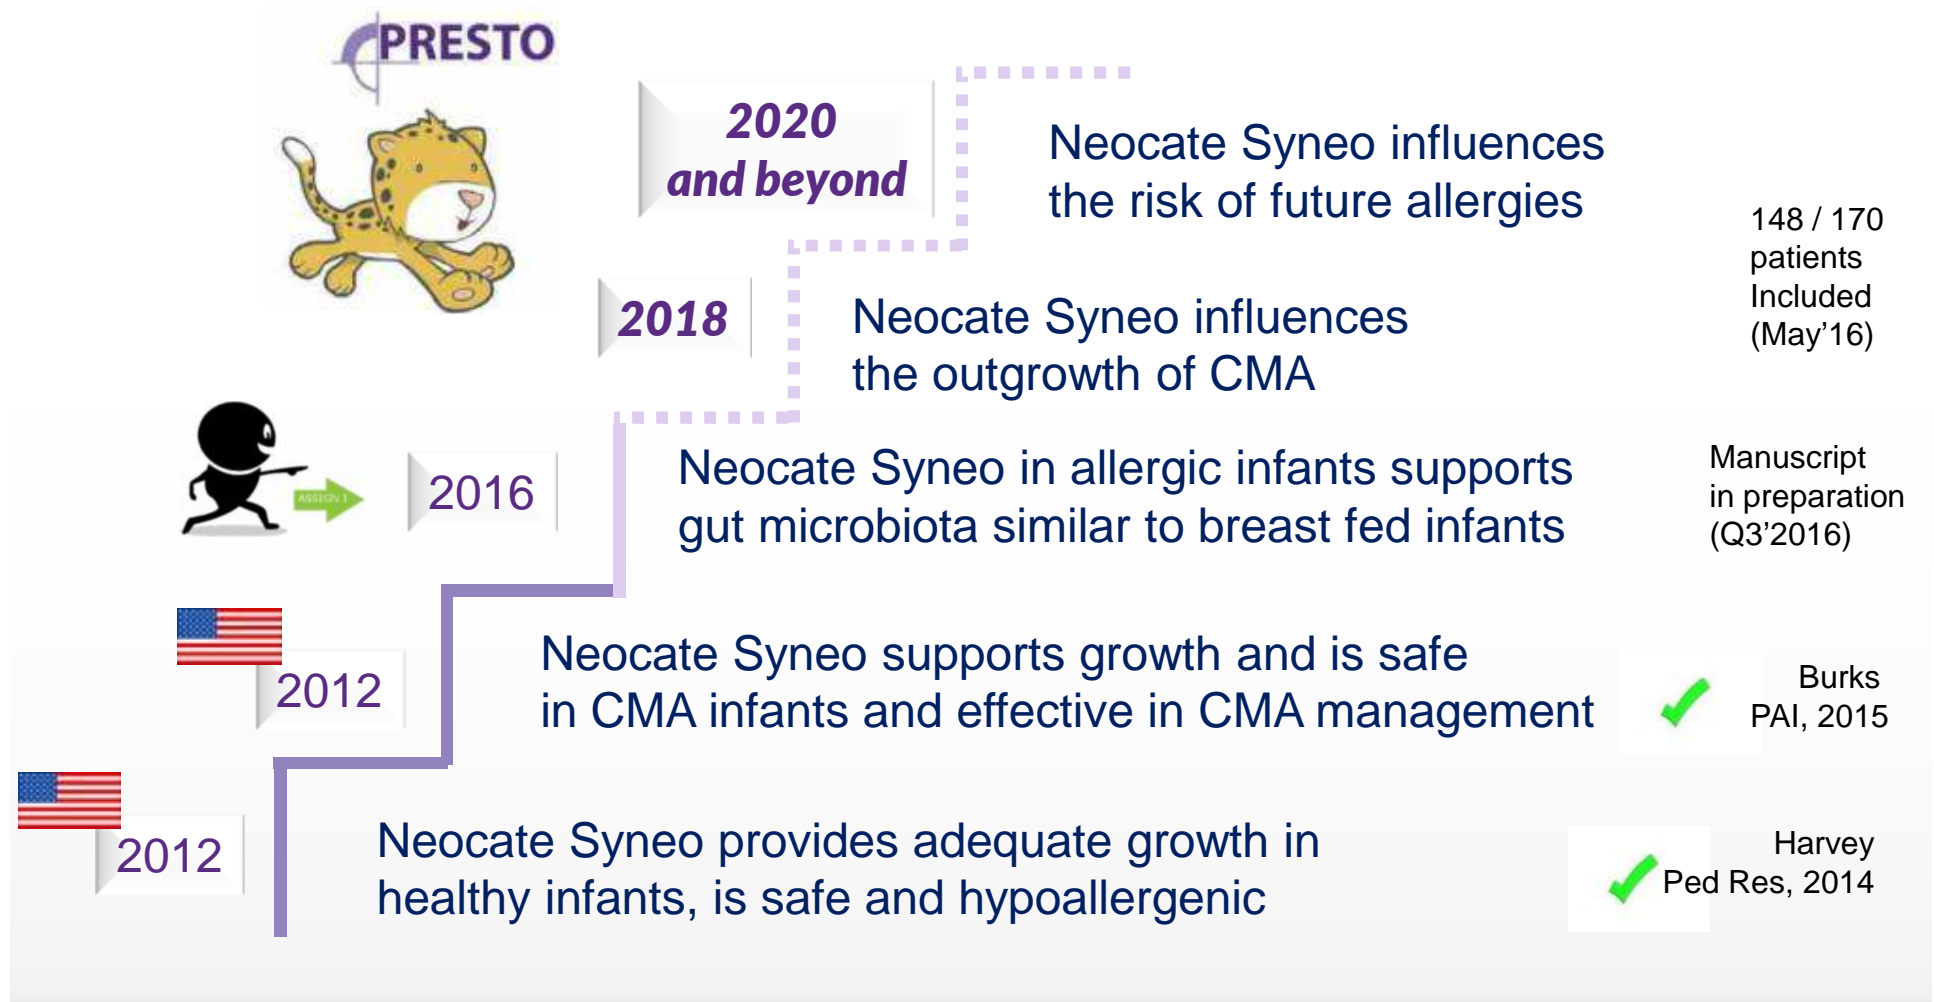 PRESTO
2020
and beyond
Neocate Syneo influences
the risk of future allergies
148 / 170
patients
Included
(May’16)
2018
Neocate Syneo influences
the outgrowth of CMA
ASSIGN 1
2016
Neocate Syneo in allergic infants supports
gut microbiota similar to breast fed infants
Manuscript
in preparation
(Q3’2016)
2012
Neocate Syneo supports growth and is safe
in CMA infants and effective in CMA management
Burks
PAI, 2015
2012
Neocate Syneo provides adequate growth in
healthy infants, is safe and hypoallergenic
Harvey
Ped Res, 2014